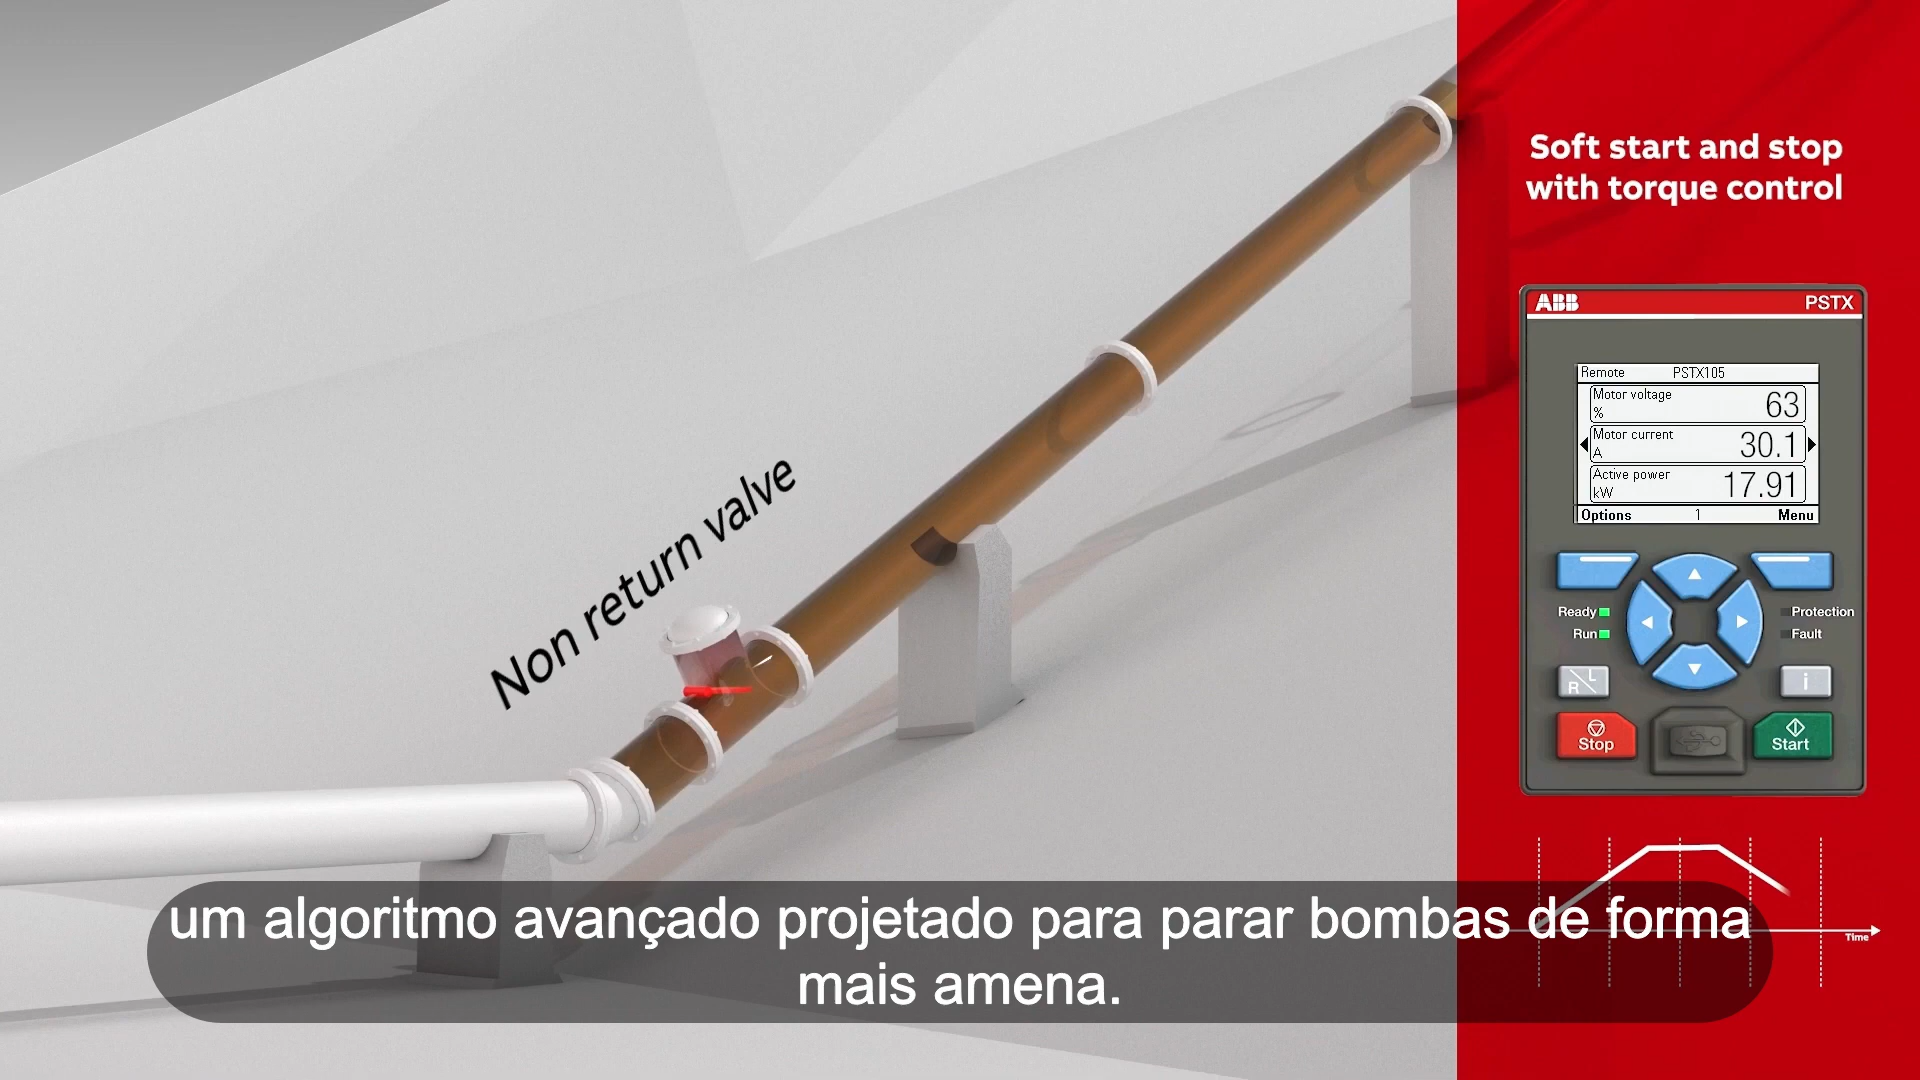 Soft start and stop
with torque control
ABB PSTX
Remote PSTX105
Motor voltage
% 63
Motor current
A 30.1
Active power
kW 17.91
Options 1 Menu
Ready Protection
Run Fault
R L i
Stop Start
Non return valve
Time
um algoritmo avançado projetado para parar bombas de forma
mais amena.